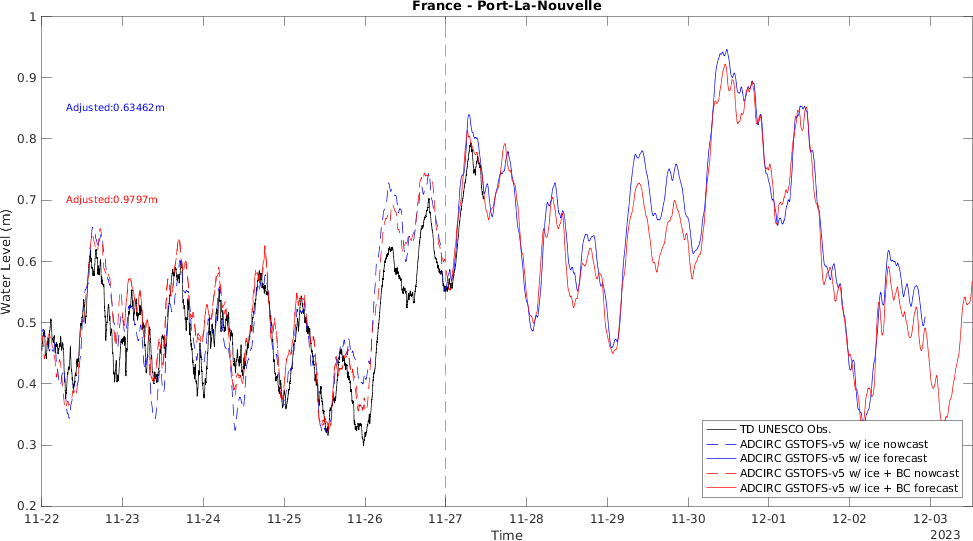 France - Port-La-Nouvelle
Water Level (m)
1
0.9
0.8
0.7
0.6
0.5
0.4
0.3
0.2
Adjusted:0.63462m
Adjusted:0.9797m
TD UNESCO Obs.
ADCIRC GSTOFS-v5 w/ ice nowcast
ADCIRC GSTOFS-v5 w/ ice forecast
ADCIRC GSTOFS-v5 w/ ice + BC nowcast
ADCIRC GSTOFS-v5 w/ ice + BC forecast
11-22 11-23 11-24 11-25 11-26 11-27 11-28 11-29 11-30 12-01 12-02 12-03
Time
2023